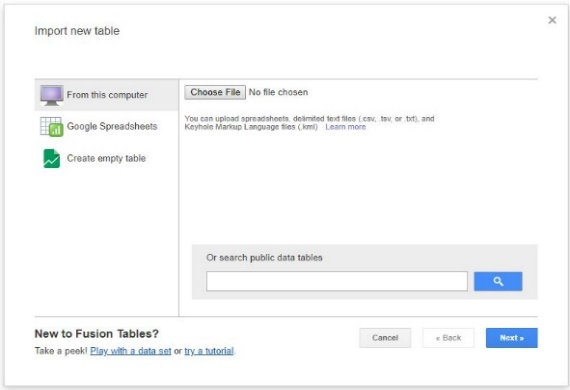 Import new table
From this computer
Google Spreadsheets
Create empty table
Choose File No file chosen
You can upload spreadsheets, delimited text files (.csv, .tsv, or .txt), and
Keyhole Markup Language files (.kml) Learn more
Or search public data tables
New to Fusion Tables?
Take a peek! Play with a data set or try a tutorial.
Cancel
« Back
Next »